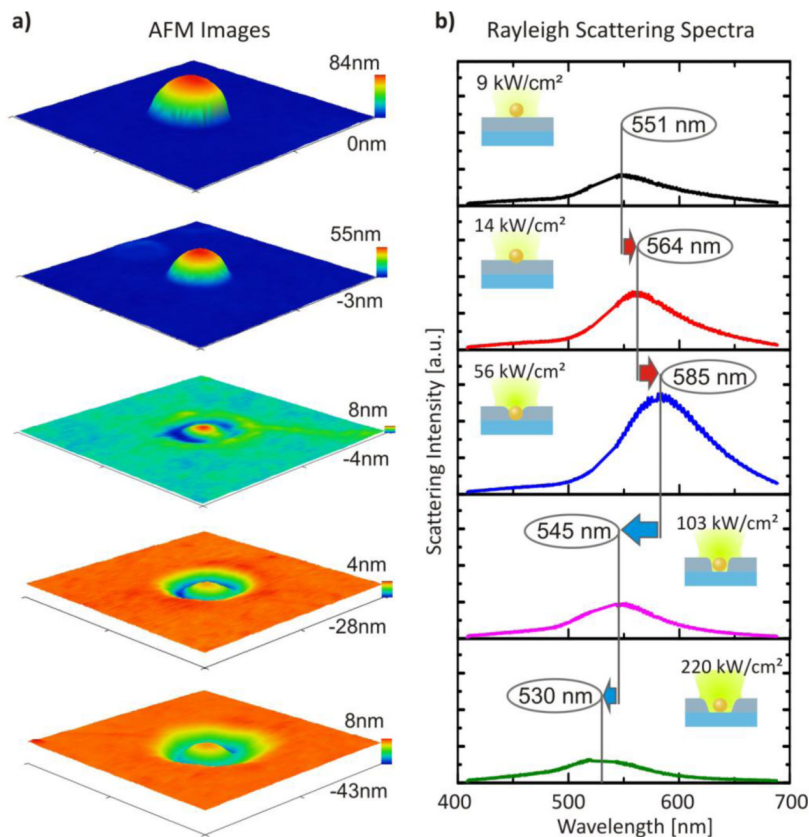 a)
AFM Images
84nm
0nm
55nm
-3nm
8nm
-4nm
4nm
-28nm
8nm
-43nm
b)
Rayleigh Scattering Spectra
9 kW/cm²
551 nm
14 kW/cm²
564 nm
56 kW/cm²
585 nm
545 nm
103 kW/cm²
530 nm
220 kW/cm²
Scattering Intensity [a.u.]
400 500 600 700
Wavelength [nm]